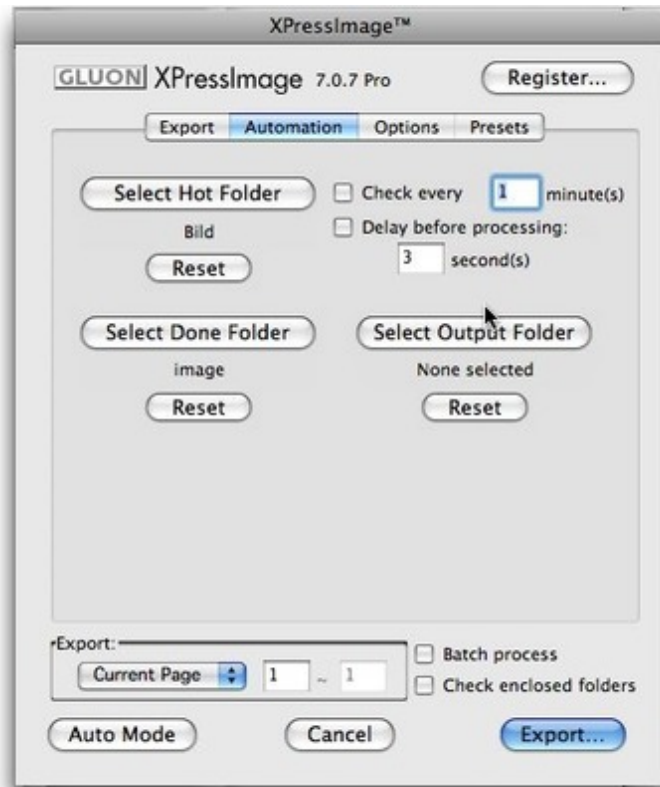 XPressImage™
GLUON XPressImage 7.0.7 Pro Register...
Export Automation Options Presets
Select Hot Folder Check every 1 minute(s)
Bild Delay before processing:
Reset 3 second(s)
Select Done Folder Select Output Folder
image None selected
Reset Reset
Export:
Current Page 1 ~ 1 Batch process
Check enclosed folders
Auto Mode Cancel Export...